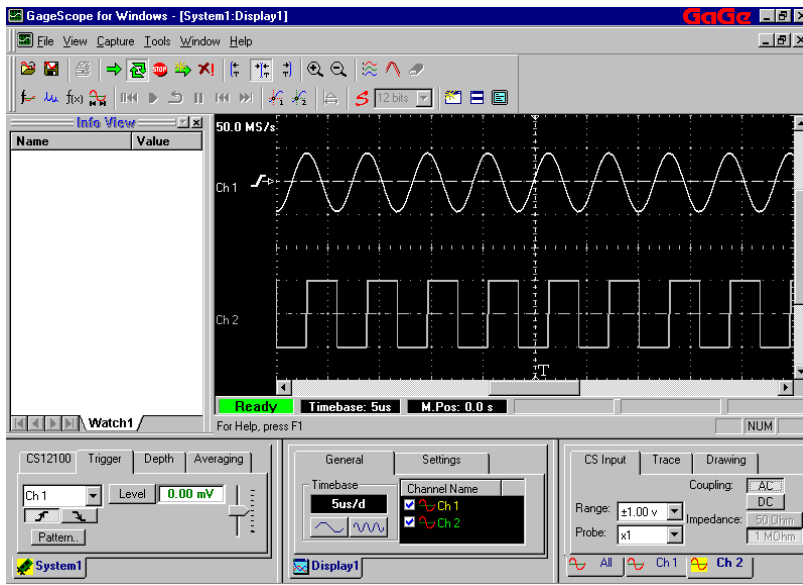 GageScope for Windows - [System1:Display1]
GaGe
File View Capture Tools Window Help
f(x)
STOP
S 12 bits
Info View
Name Value
50.0 MS/s
Ch 1
Ch 2
T
Ready Timebase: 5us M.Pos: 0.0 s
Watch1
For Help, press F1
NUM
CS12100 Trigger Depth Averaging
Ch 1 Level 0.00 mV
Pattern..
System1
General Settings
Timebase
5us/d
Channel Name
Ch 1
Ch 2
Display1
CS Input Trace Drawing
Coupling: AC
DC
Range: ±1.00 v
Impedance: 50 Ohm
1 MOhm
Probe: x1
All Ch 1 Ch 2